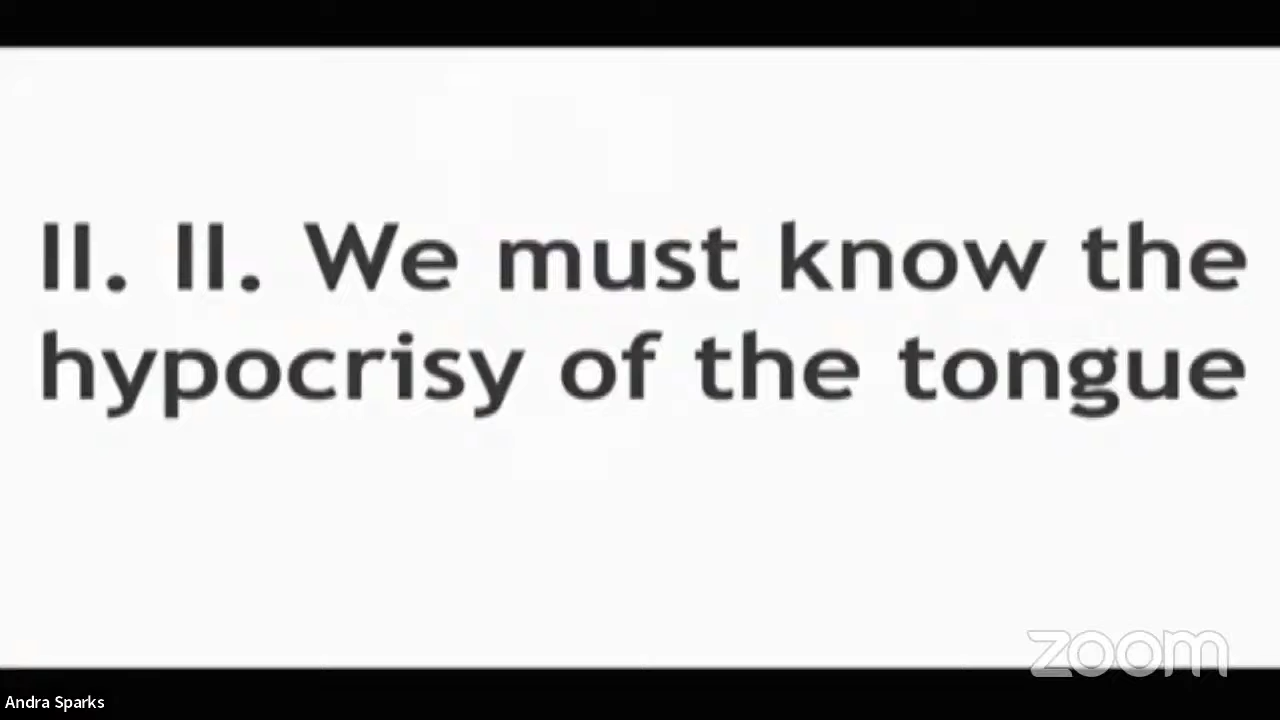 II. II. We must know the
hypocrisy of the tongue
zoom
Andra Sparks